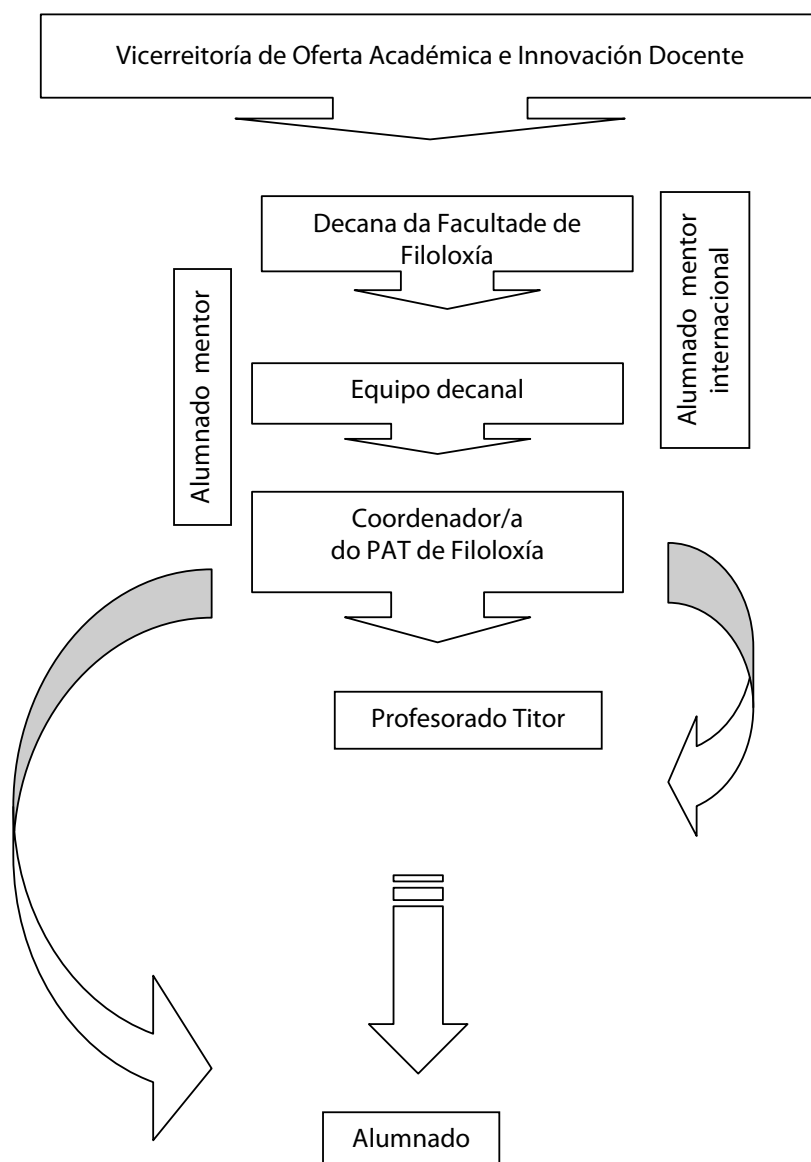 Vicerreitoría de Oferta Académica e Innovación Docente
Decana da Facultade de
Filoloxía
Alumnado mentor
internacional
Alumnado mentor
Equipo decanal
Coordenador/a
do PAT de Filoloxía
Profesorado Titor
Alumnado